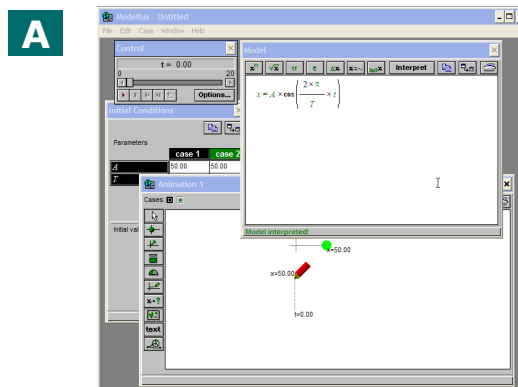 A
Modellus - Untitled
File Edit Case Window Help
Control
t = 0.00
0 20
Options...
Initial Conditions
Parameters
case 1 case 2
A 50.00 50.00
T
Initial val
Model
Interpret
x = A × cos ( 2 × π / T × t )
Model interpreted!
Animation 1
Cases:
x=50.00
x=50.00
t=0.00
x=?
text